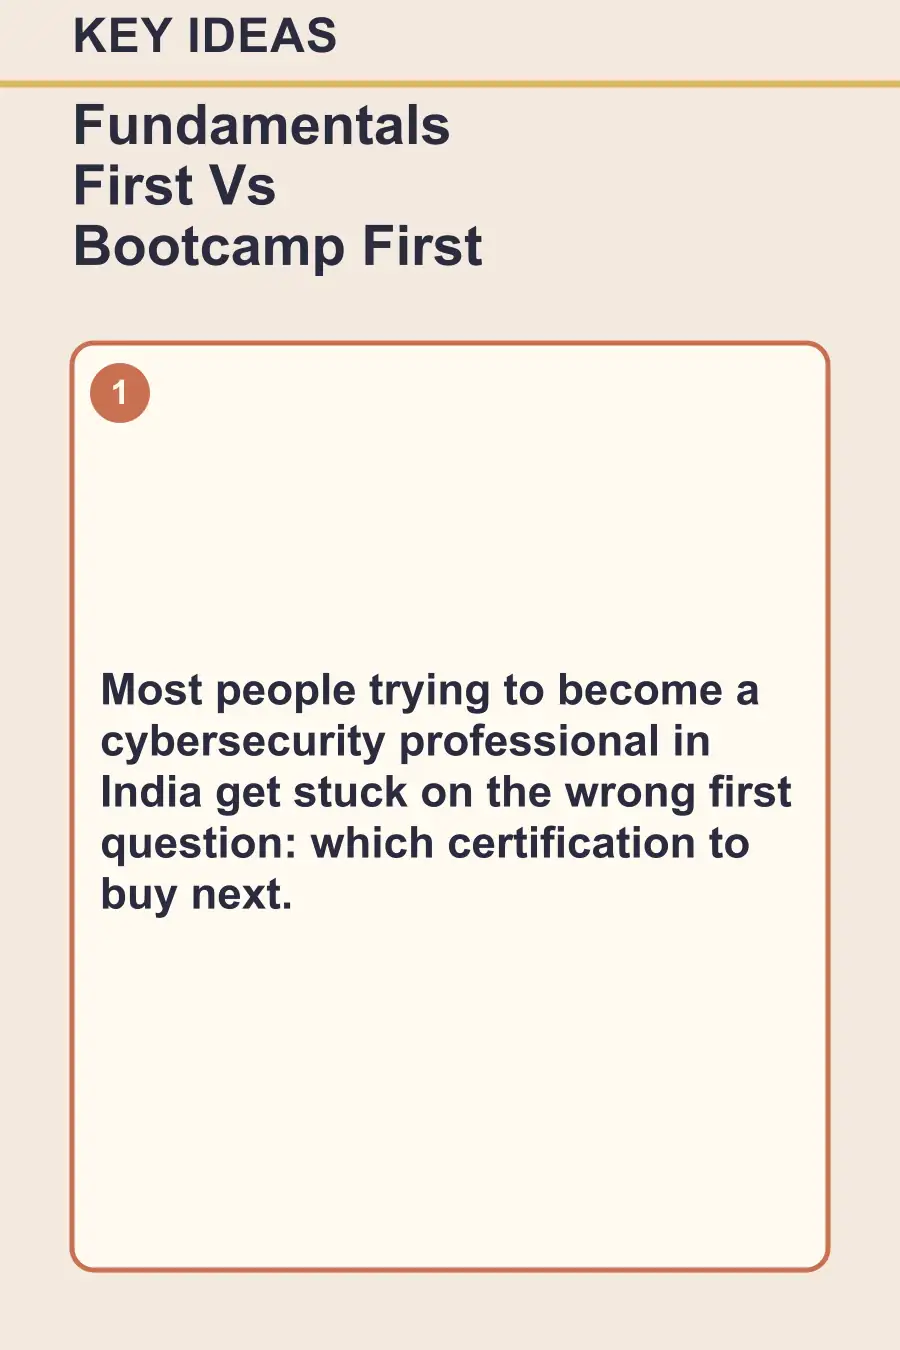 KEY IDEAS
Fundamentals
First Vs
Bootcamp First
1
Most people trying to become a
cybersecurity professional in
India get stuck on the wrong first
question: which certification to
buy next.